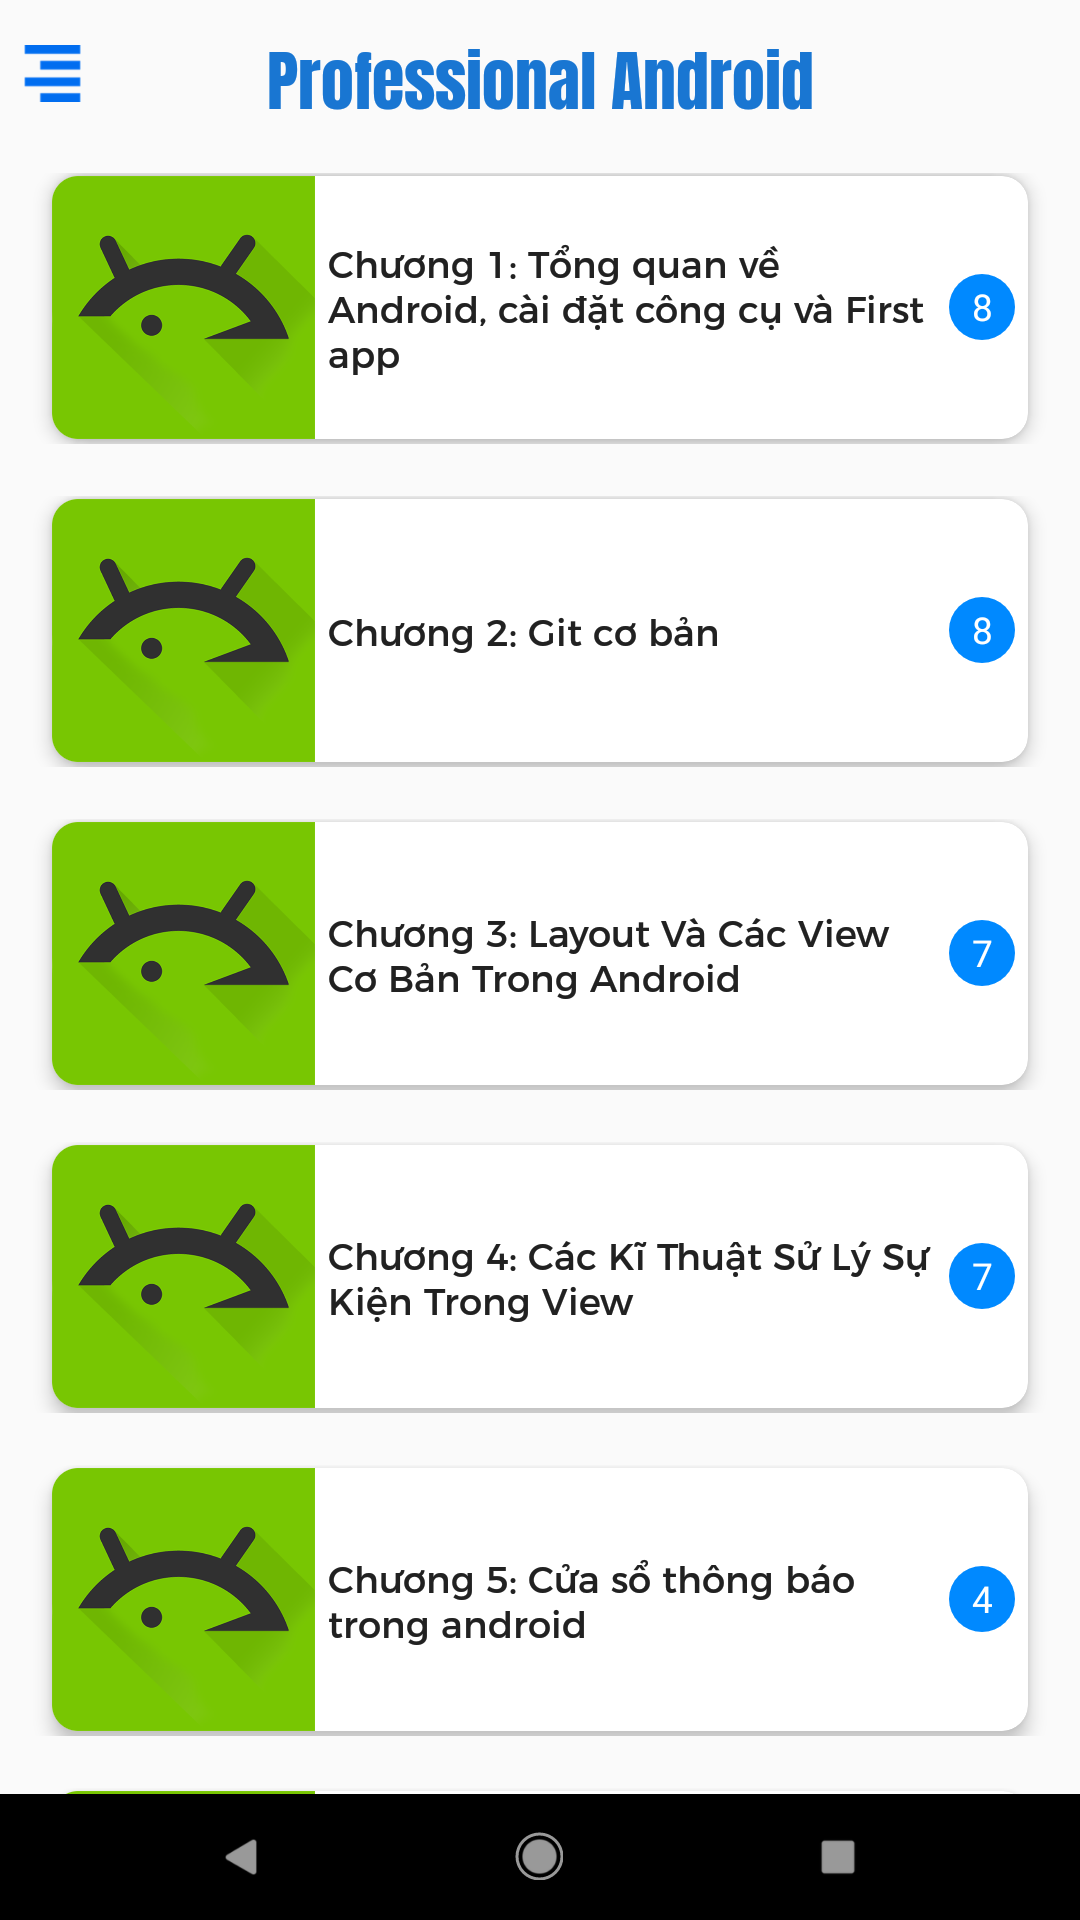 Professional Android
Chương 1: Tổng quan về
Android, cài đặt công cụ và First
app
8
Chương 2: Git cơ bản
8
Chương 3: Layout Và Các View
Cơ Bản Trong Android
7
Chương 4: Các Kĩ Thuật Sử Lý Sự
Kiện Trong View
7
Chương 5: Cửa sổ thông báo
trong android
4